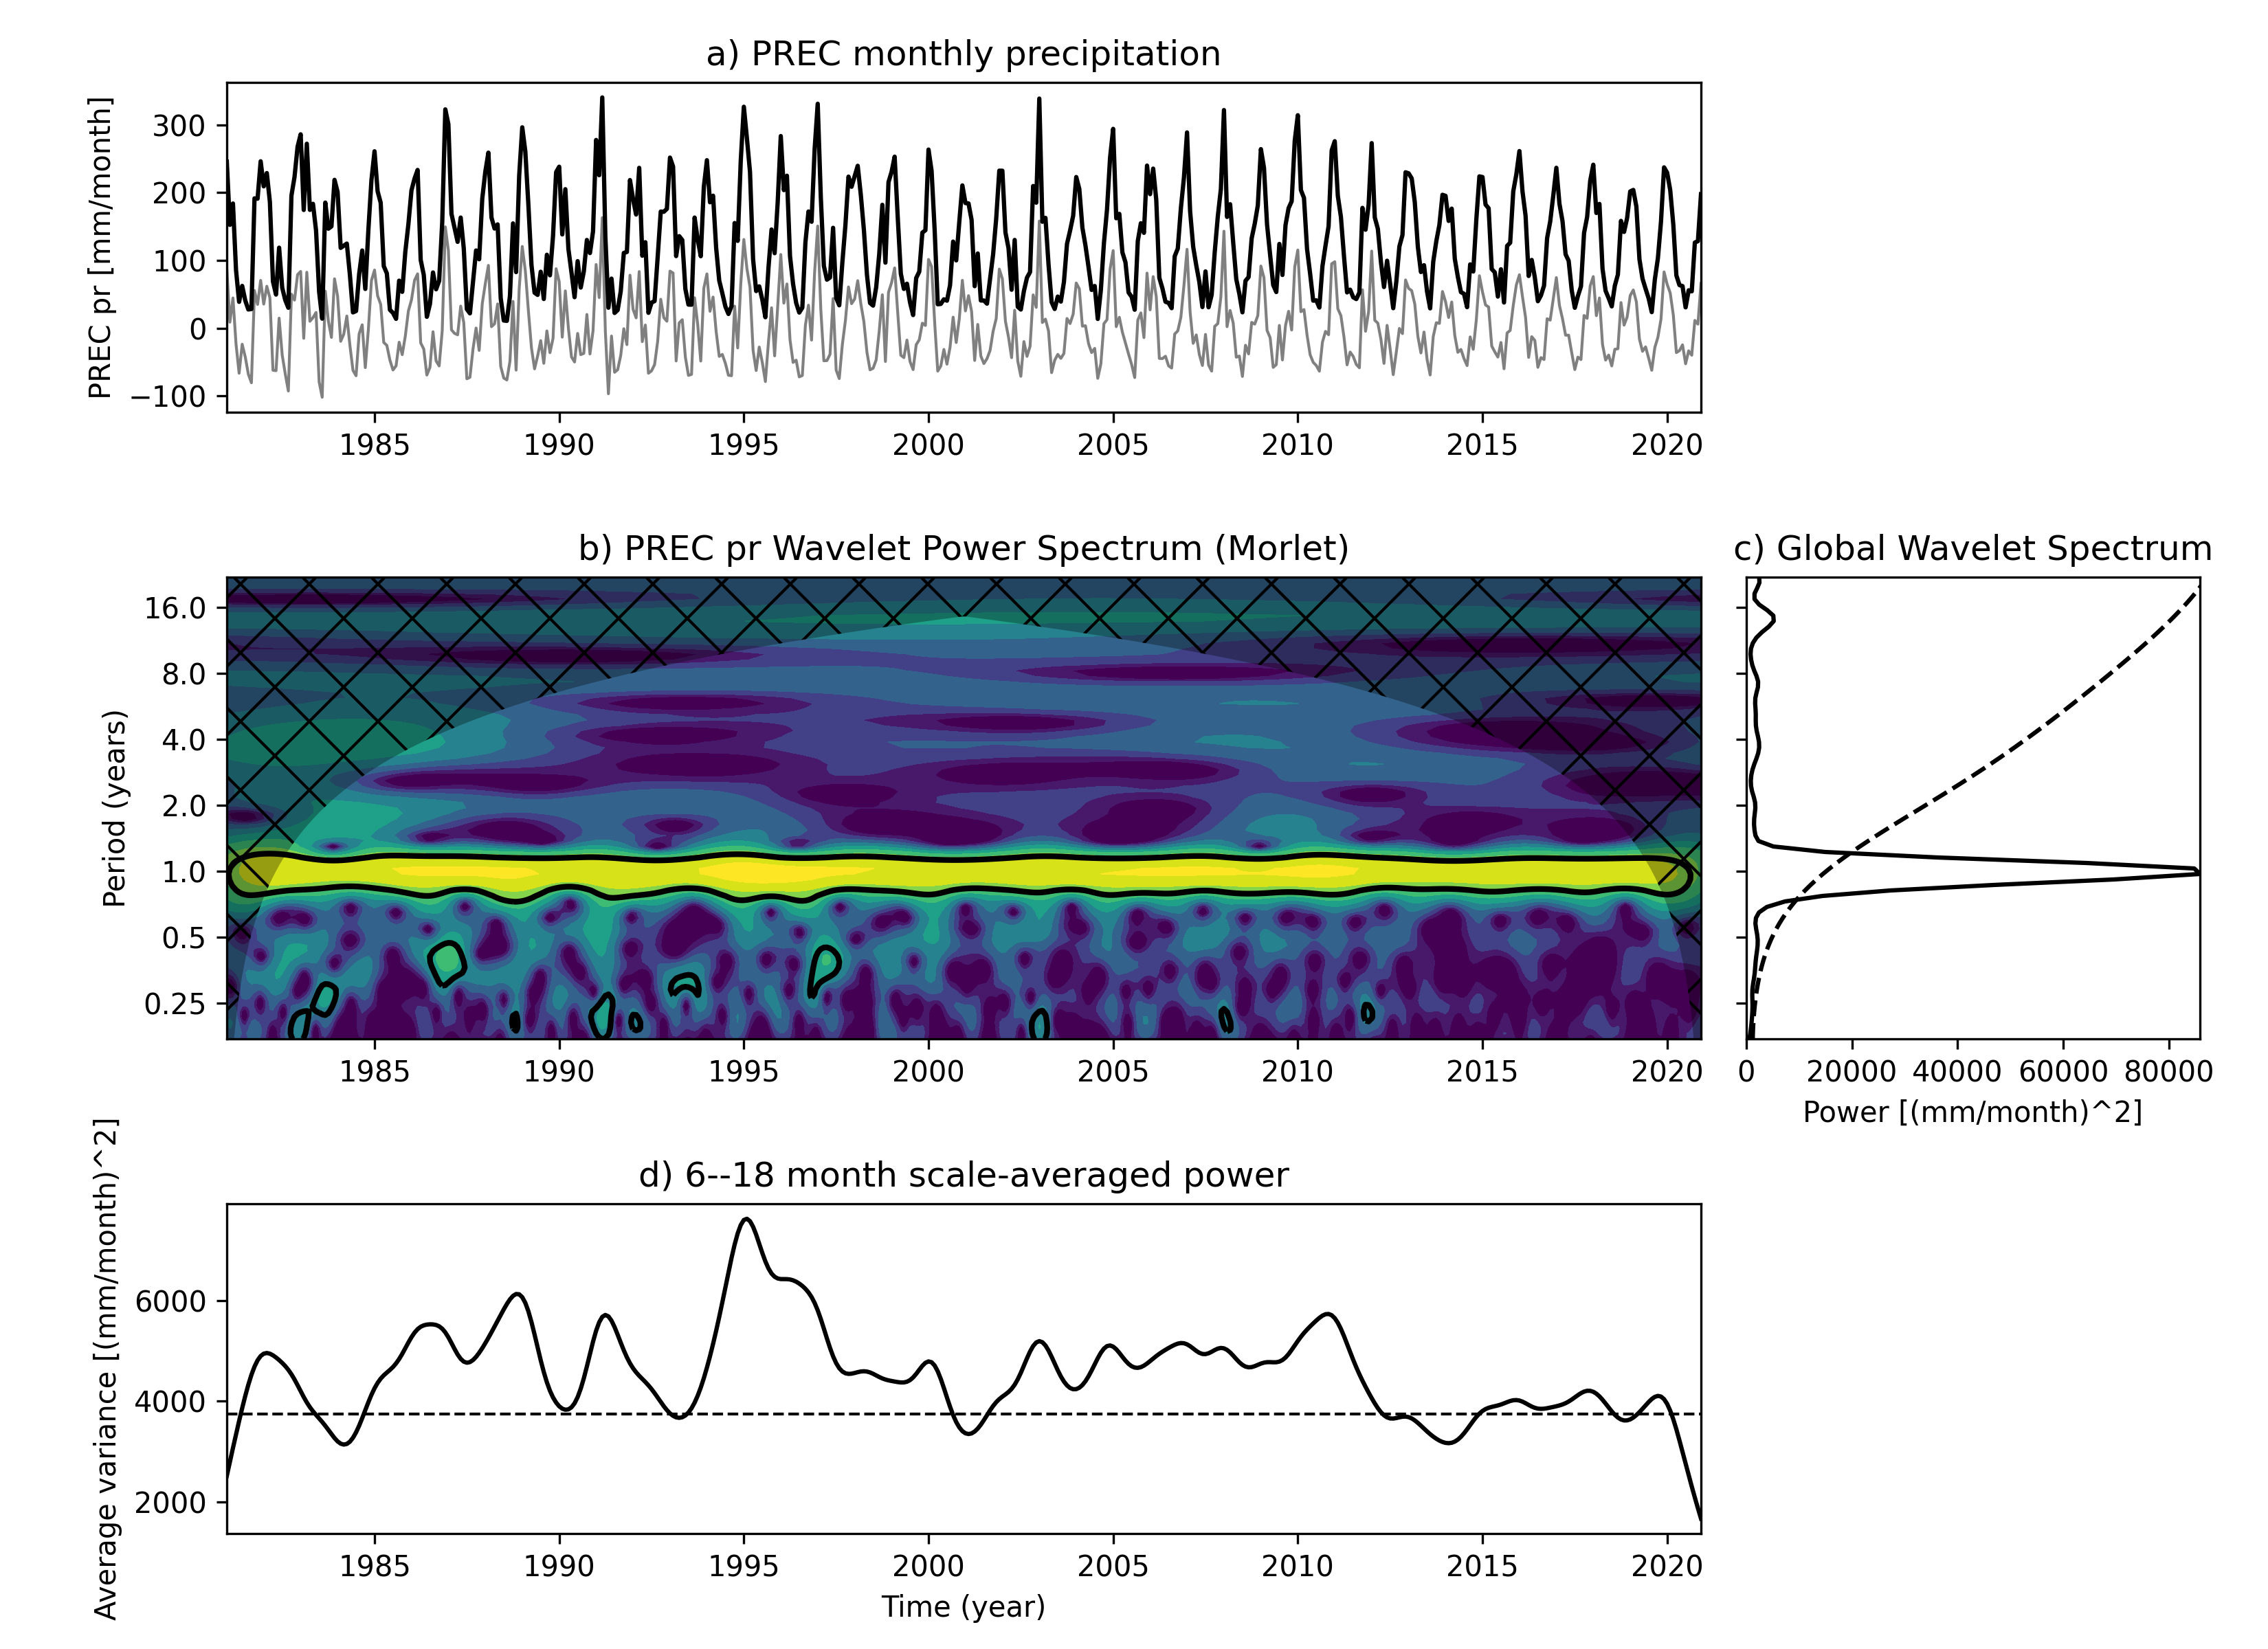 a) PREC monthly precipitation
PREC pr [mm/month]
300
200
100
0
−100
1985 1990 1995 2000 2005 2010 2015 2020
b) PREC pr Wavelet Power Spectrum (Morlet)
Period (years)
16.0
8.0
4.0
2.0
1.0
0.5
0.25
1985 1990 1995 2000 2005 2010 2015 2020
c) Global Wavelet Spectrum
0 20000 40000 60000 80000
Power [(mm/month)^2]
d) 6--18 month scale-averaged power
Average variance [(mm/month)^2]
6000
4000
2000
1985 1990 1995 2000 2005 2010 2015 2020
Time (year)